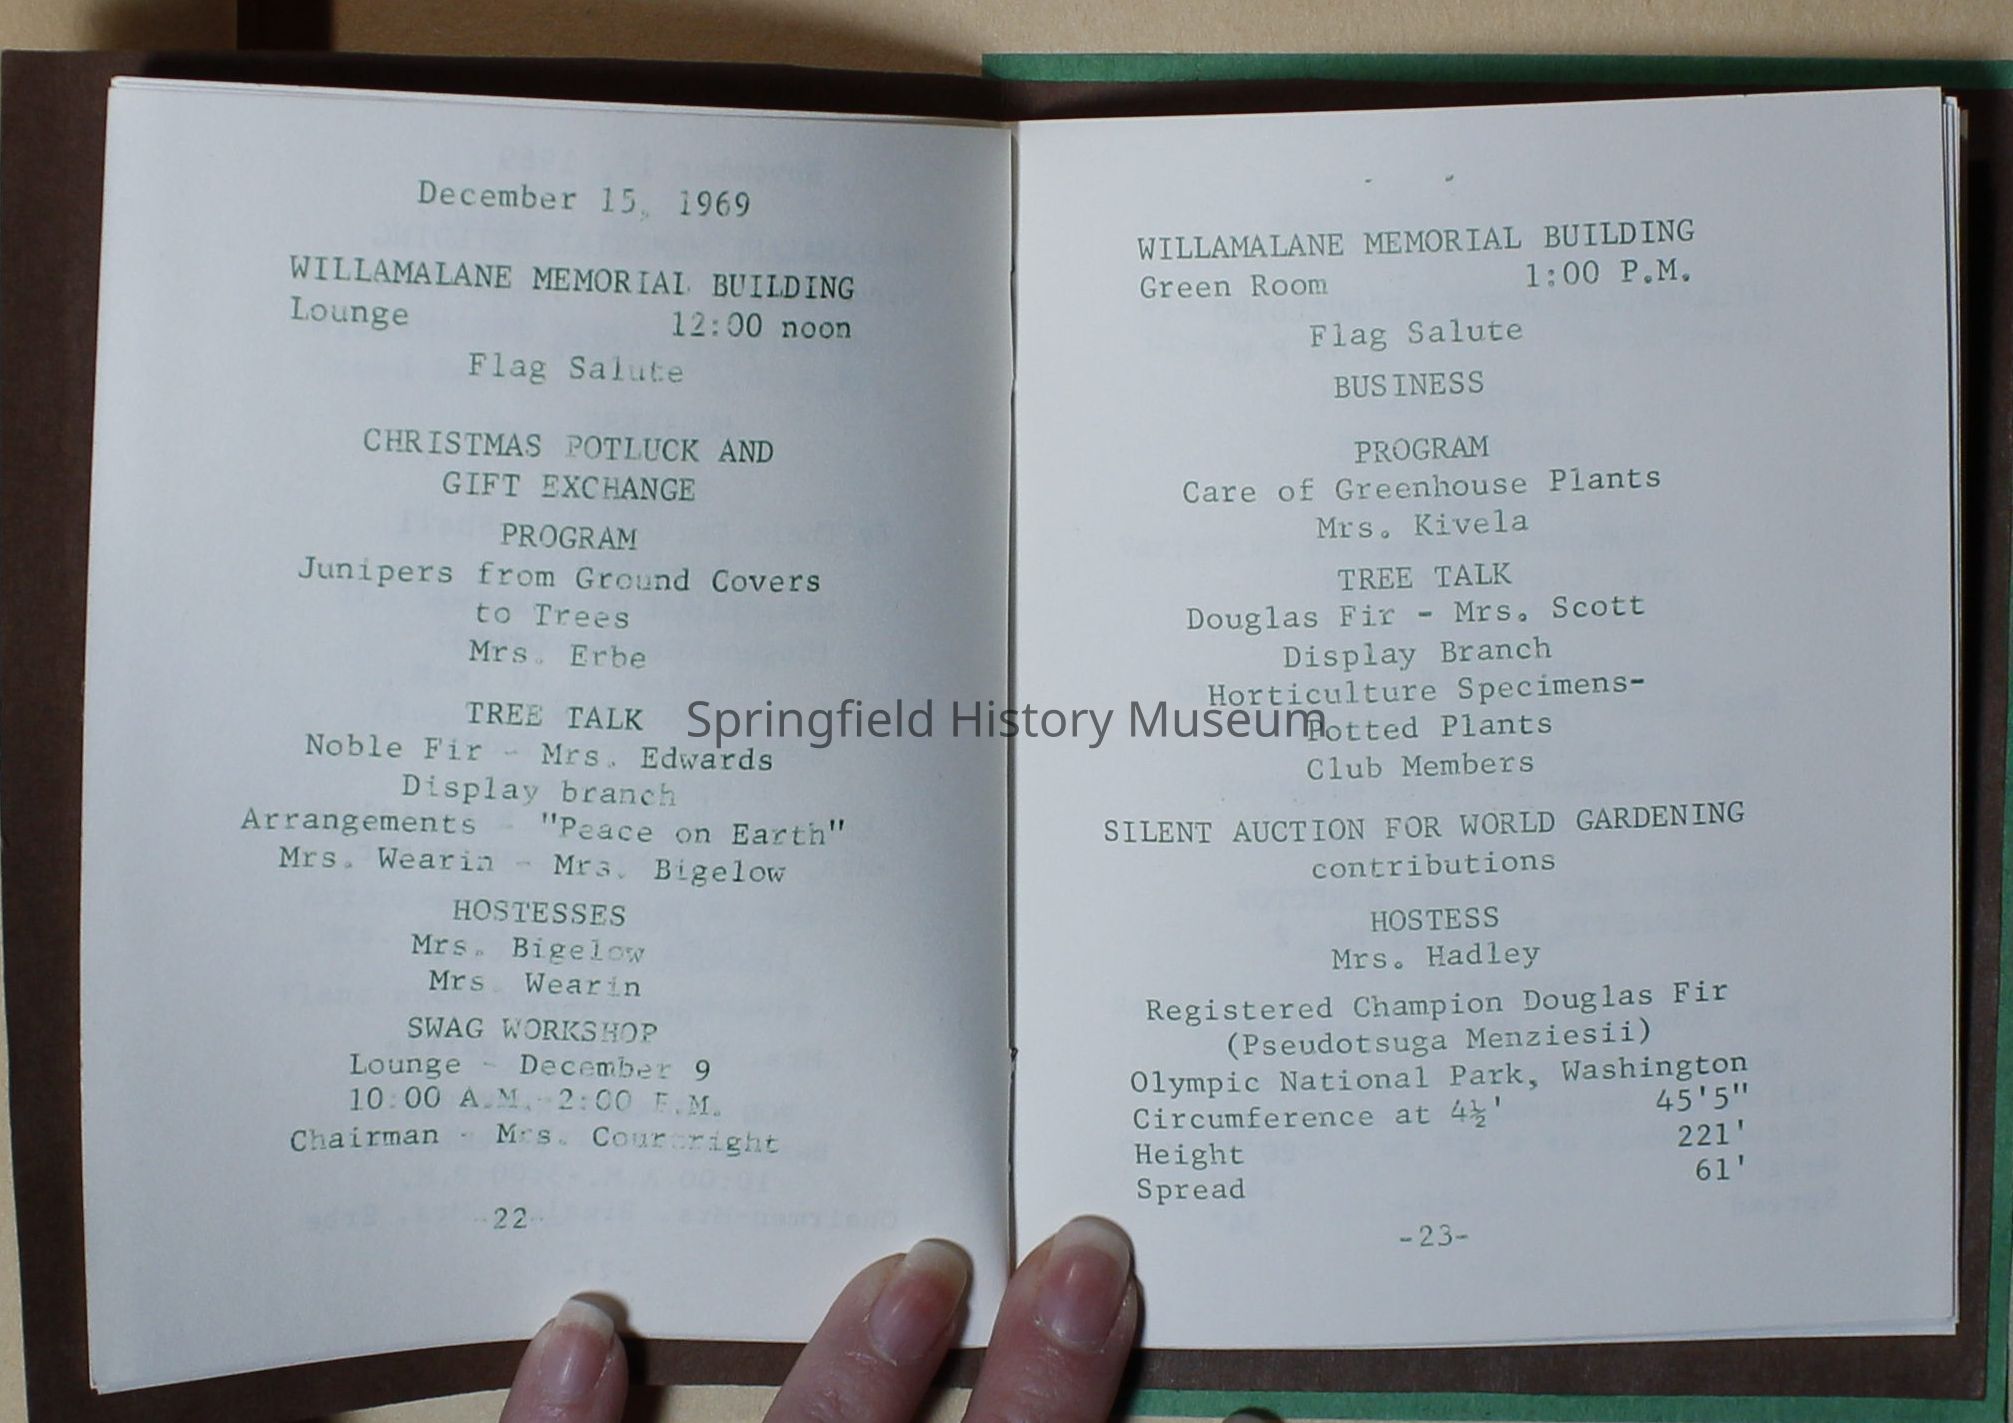 December 15, 1969
WILLAMALANE MEMORIAL BUILDING
Lounge 12:00 noon
Flag Salute
CHRISTMAS POTLUCK AND
GIFT EXCHANGE
PROGRAM
Junipers from Ground Covers
to Trees
Mrs. Erbe
TREE TALK
Noble Fir - Mrs. Edwards
Display branch
Arrangements - "Peace on Earth"
Mrs. Wearin - Mrs. Bigelow
HOSTESSES
Mrs. Bigelow
Mrs. Wearin
SWAG WORKSHOP
Lounge - December 9
10:00 A.M.-2:00 P.M.
Chairman - Mrs. Courtright
-22-
WILLAMALANE MEMORIAL BUILDING
Green Room 1:00 P.M.
Flag Salute
BUSINESS
PROGRAM
Care of Greenhouse Plants
Mrs. Kivela
TREE TALK
Douglas Fir - Mrs. Scott
Display Branch
Horticulture Specimens-
Potted Plants
Club Members
SILENT AUCTION FOR WORLD GARDENING
contributions
HOSTESS
Mrs. Hadley
Registered Champion Douglas Fir
(Pseudotsuga Menziesii)
Olympic National Park, Washington
Circumference at 4½' 45'5"
Height 221'
Spread 61'
-23-
Springfield History Museum